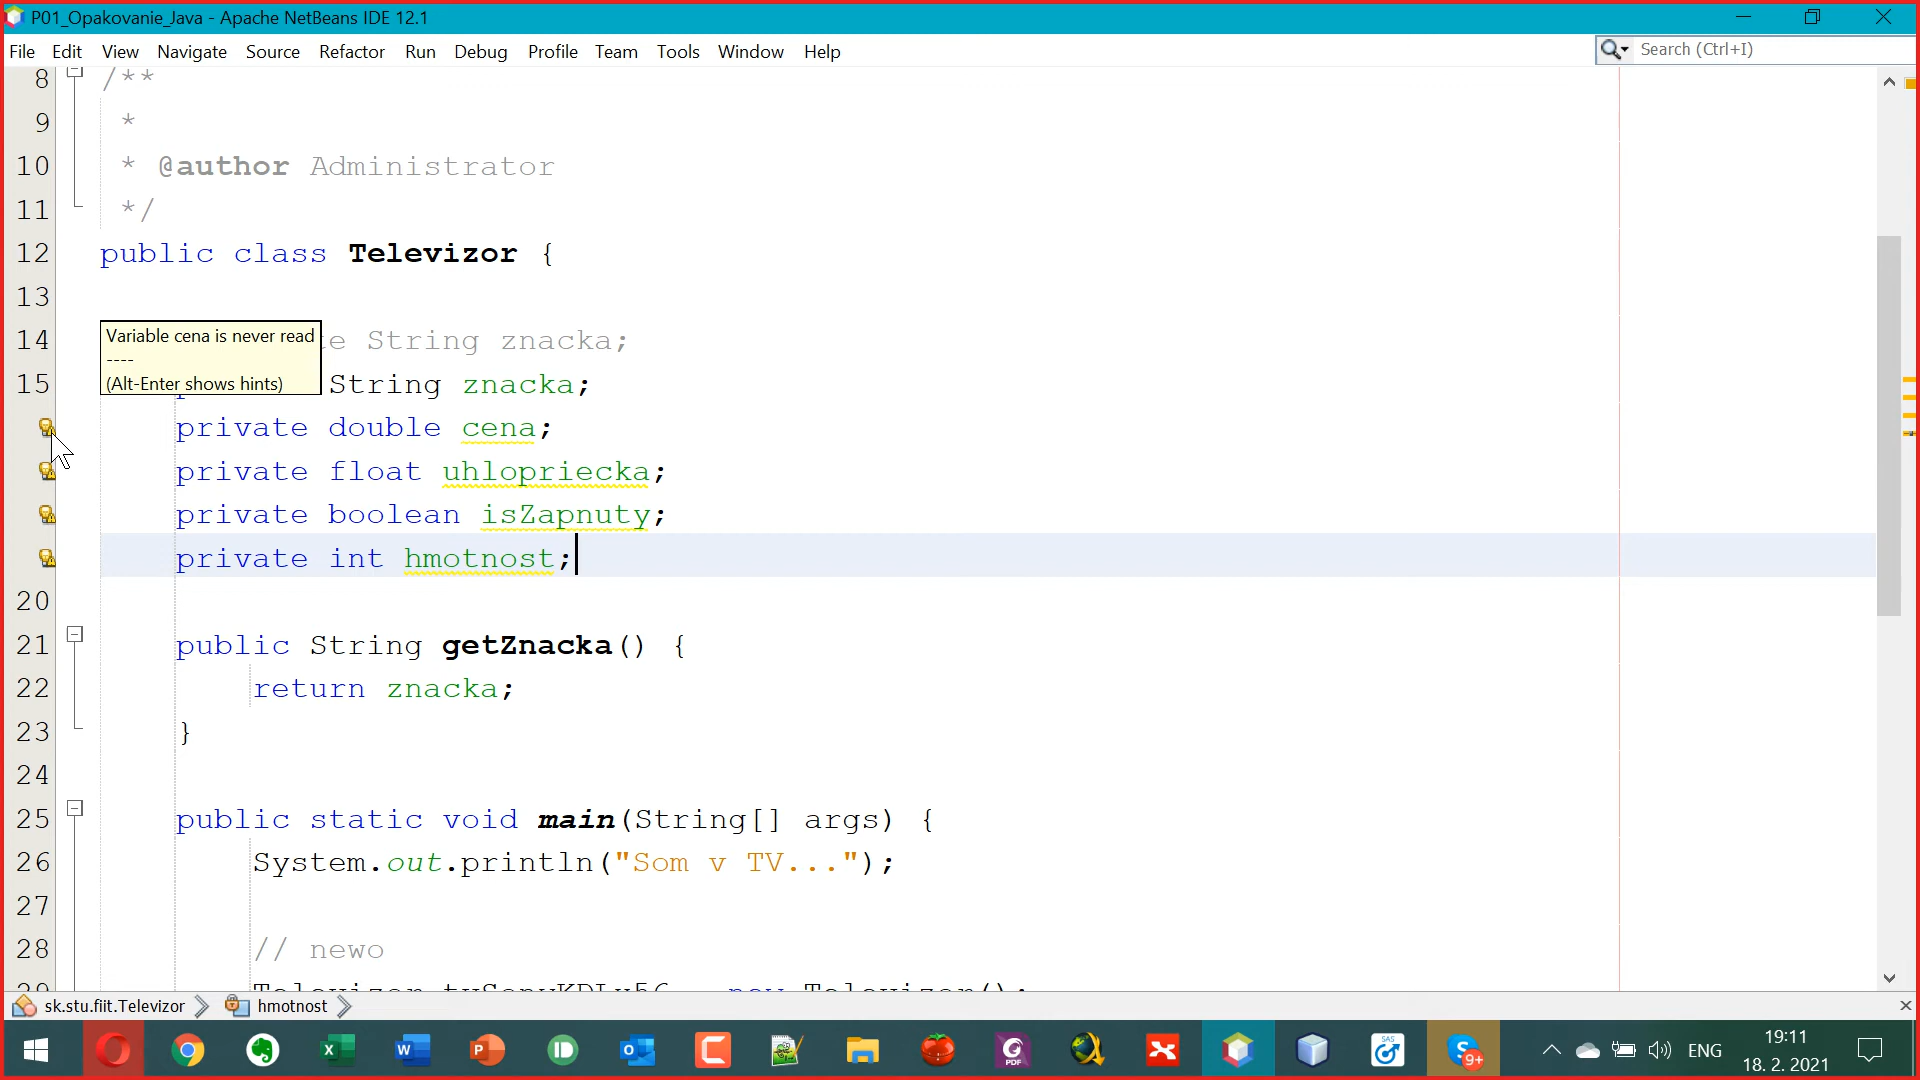 P01_Opakovanie_Java - Apache NetBeans IDE 12.1
File Edit View Navigate Source Refactor Run Debug Profile Team Tools Window Help
Search (Ctrl+I)
8 /**
9 *
10 * @author Administrator
11 */
12 public class Televizor {
13
Variable cena is never read
----
(Alt-Enter shows hints)
14 String znacka;
15 String znacka;
private double cena;
private float uhlopriecka;
private boolean isZapnuty;
private int hmotnost;
20
21 public String getZnacka() {
22 return znacka;
23 }
24
25 public static void main(String[] args) {
26 System.out.println("Som v TV...");
27
28 // newo
29 Televizor = new Televizor();
sk.stu.fiit.Televizor hmotnost
9+
ENG
19:11
18. 2. 2021